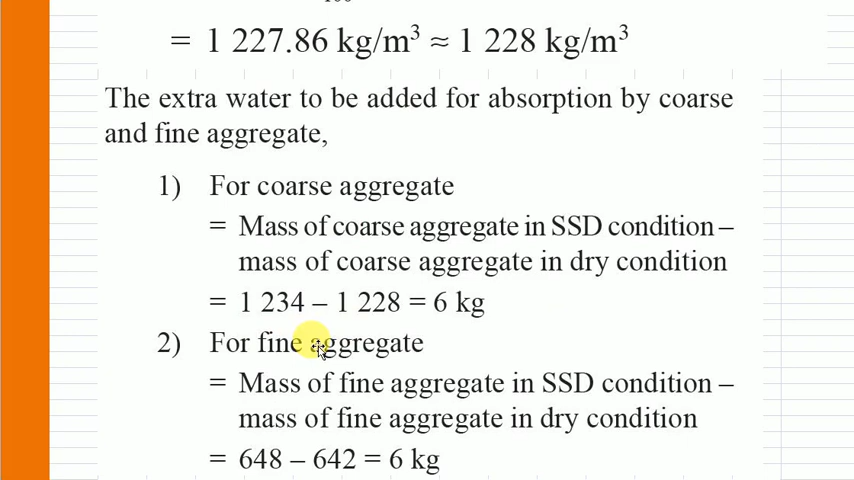 = 1 227.86 kg/m³ ≈ 1 228 kg/m³
The extra water to be added for absorption by coarse
and fine aggregate,
1) For coarse aggregate
= Mass of coarse aggregate in SSD condition –
mass of coarse aggregate in dry condition
= 1 234 – 1 228 = 6 kg
2) For fine aggregate
= Mass of fine aggregate in SSD condition –
mass of fine aggregate in dry condition
= 648 – 642 = 6 kg